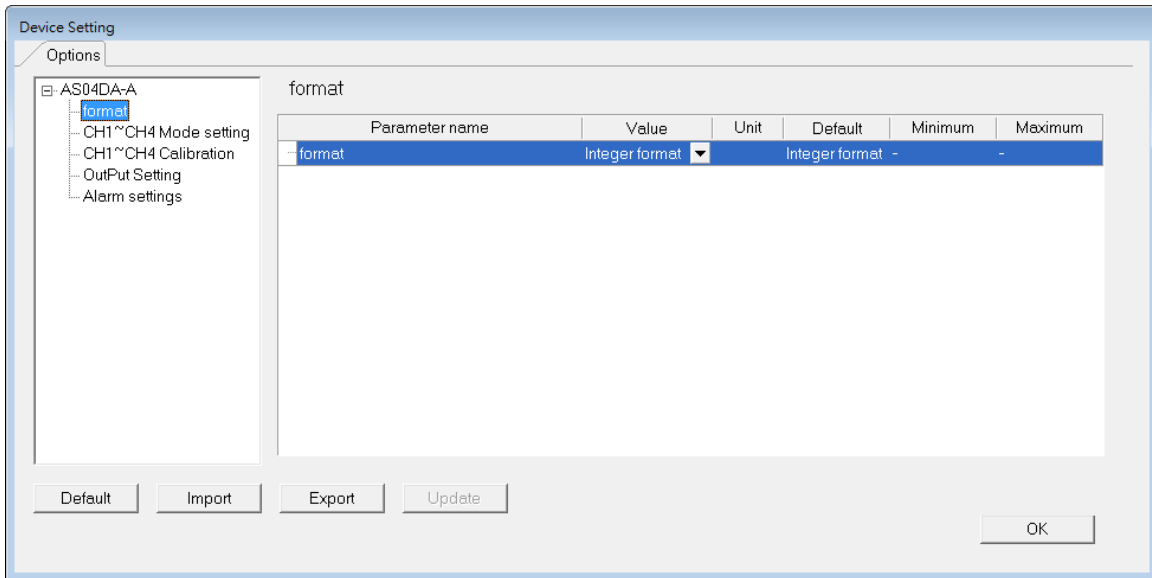 Device Setting
Options
AS04DA-A
format
CH1~CH4 Mode setting
CH1~CH4 Calibration
OutPut Setting
Alarm settings
format
Parameter name Value Unit Default Minimum Maximum
format Integer format Integer format - -
Default Import Export Update
OK